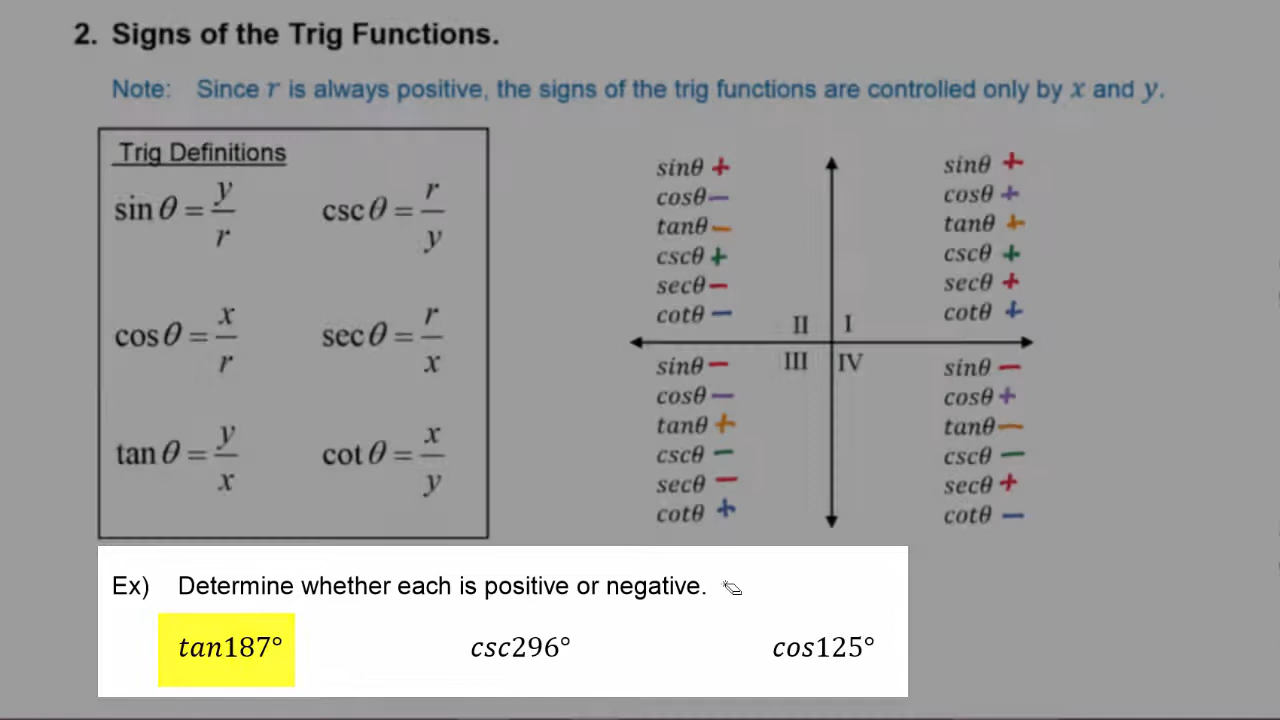 2. Signs of the Trig Functions.
Note: Since r is always positive, the signs of the trig functions are controlled only by x and y.
Trig Definitions
sin θ = y/r
csc θ = r/y
cos θ = x/r
sec θ = r/x
tan θ = y/x
cot θ = x/y
sinθ +
cosθ −
tanθ −
cscθ +
secθ −
cotθ −
sinθ +
cosθ +
tanθ +
cscθ +
secθ +
cotθ +
II I
III IV
sinθ −
cosθ −
tanθ +
cscθ −
secθ −
cotθ +
sinθ −
cosθ +
tanθ −
cscθ −
secθ +
cotθ −
Ex) Determine whether each is positive or negative.
tan187° csc296° cos125°